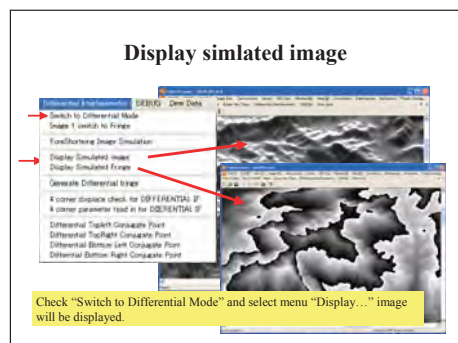 Display simlated image
Differential Interferometer DEBUG Dem Data
Switch to Differential Mode
Image 1 switch to Fringe
ForeShortening Image Simulation
Display Simulated image
Display Simulated Fringe
Generate Differential fringe
4 corner displace check for DIFFERENTIAL IF
4 corner parameter read in for DIFFERENTIAL IF
Differential Topleft Conjugate Point
Differential TopRight Conjugate Point
Differential Bottom Left Conjugate Point
Differential Bottom Right Conjugate Point
Check “Switch to Differential Mode” and select menu “Display…” image
will be displayed.